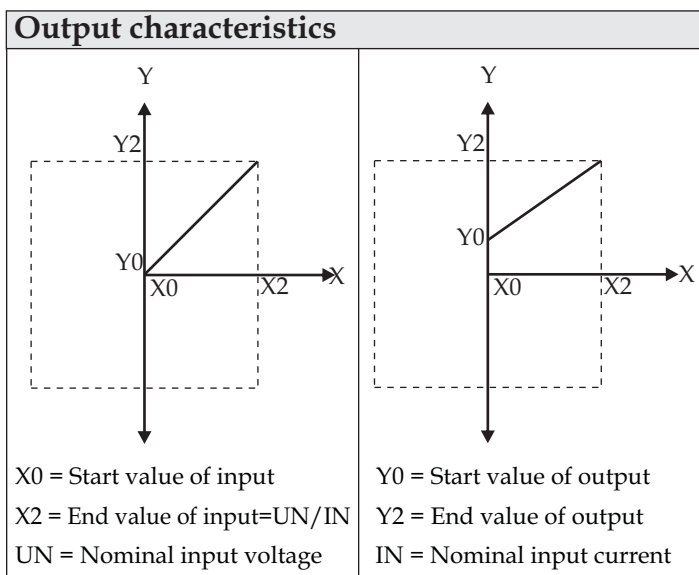 Output characteristics
Y
Y2
Y0
X0
X2
X
X0 = Start value of input
X2 = End value of input=UN/IN
UN = Nominal input voltage
Y
Y2
Y0
X0
X2
X
Y0 = Start value of output
Y2 = End value of output
IN = Nominal input current